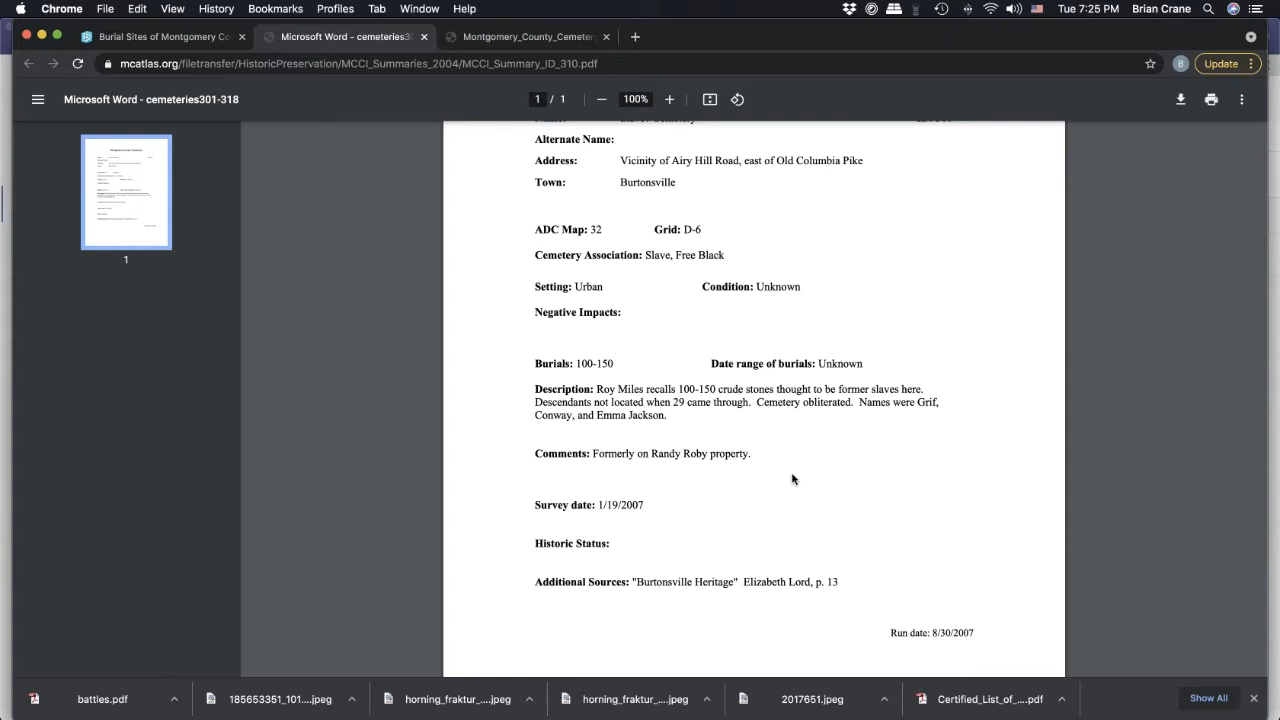 Chrome File Edit View History Bookmarks Profiles Tab Window Help Tue 7:25 PM Brian Crane
Burial Sites of Montgomery Co Microsoft Word - cemeteries3 Montgomery_County_Cemeter
mcatlas.org/filetransfer/HistoricPreservation/MCCI_Summaries_2004/MCCI_Summary_ID_310.pdf B Update
Microsoft Word - cemeteries301-318 1 / 1 100%
Alternate Name:
Address: Vicinity of Airy Hill Road, east of Old Columbia Pike
Town: Burtonsville
ADC Map: 32 Grid: D-6
Cemetery Association: Slave, Free Black
Setting: Urban Condition: Unknown
Negative Impacts:
Burials: 100-150 Date range of burials: Unknown
Description: Roy Miles recalls 100-150 crude stones thought to be former slaves here.
Descendants not located when 29 came through. Cemetery obliterated. Names were Grif,
Conway, and Emma Jackson.
Comments: Formerly on Randy Roby property.
Survey date: 1/19/2007
Historic Status:
Additional Sources: "Burtonsville Heritage" Elizabeth Lord, p. 13
Run date: 8/30/2007
1
battles.pdf 185653351_101....jpeg horning_fraktur_....jpeg horning_fraktur_....jpeg 2017651.jpeg Certified_List_of_....pdf Show All